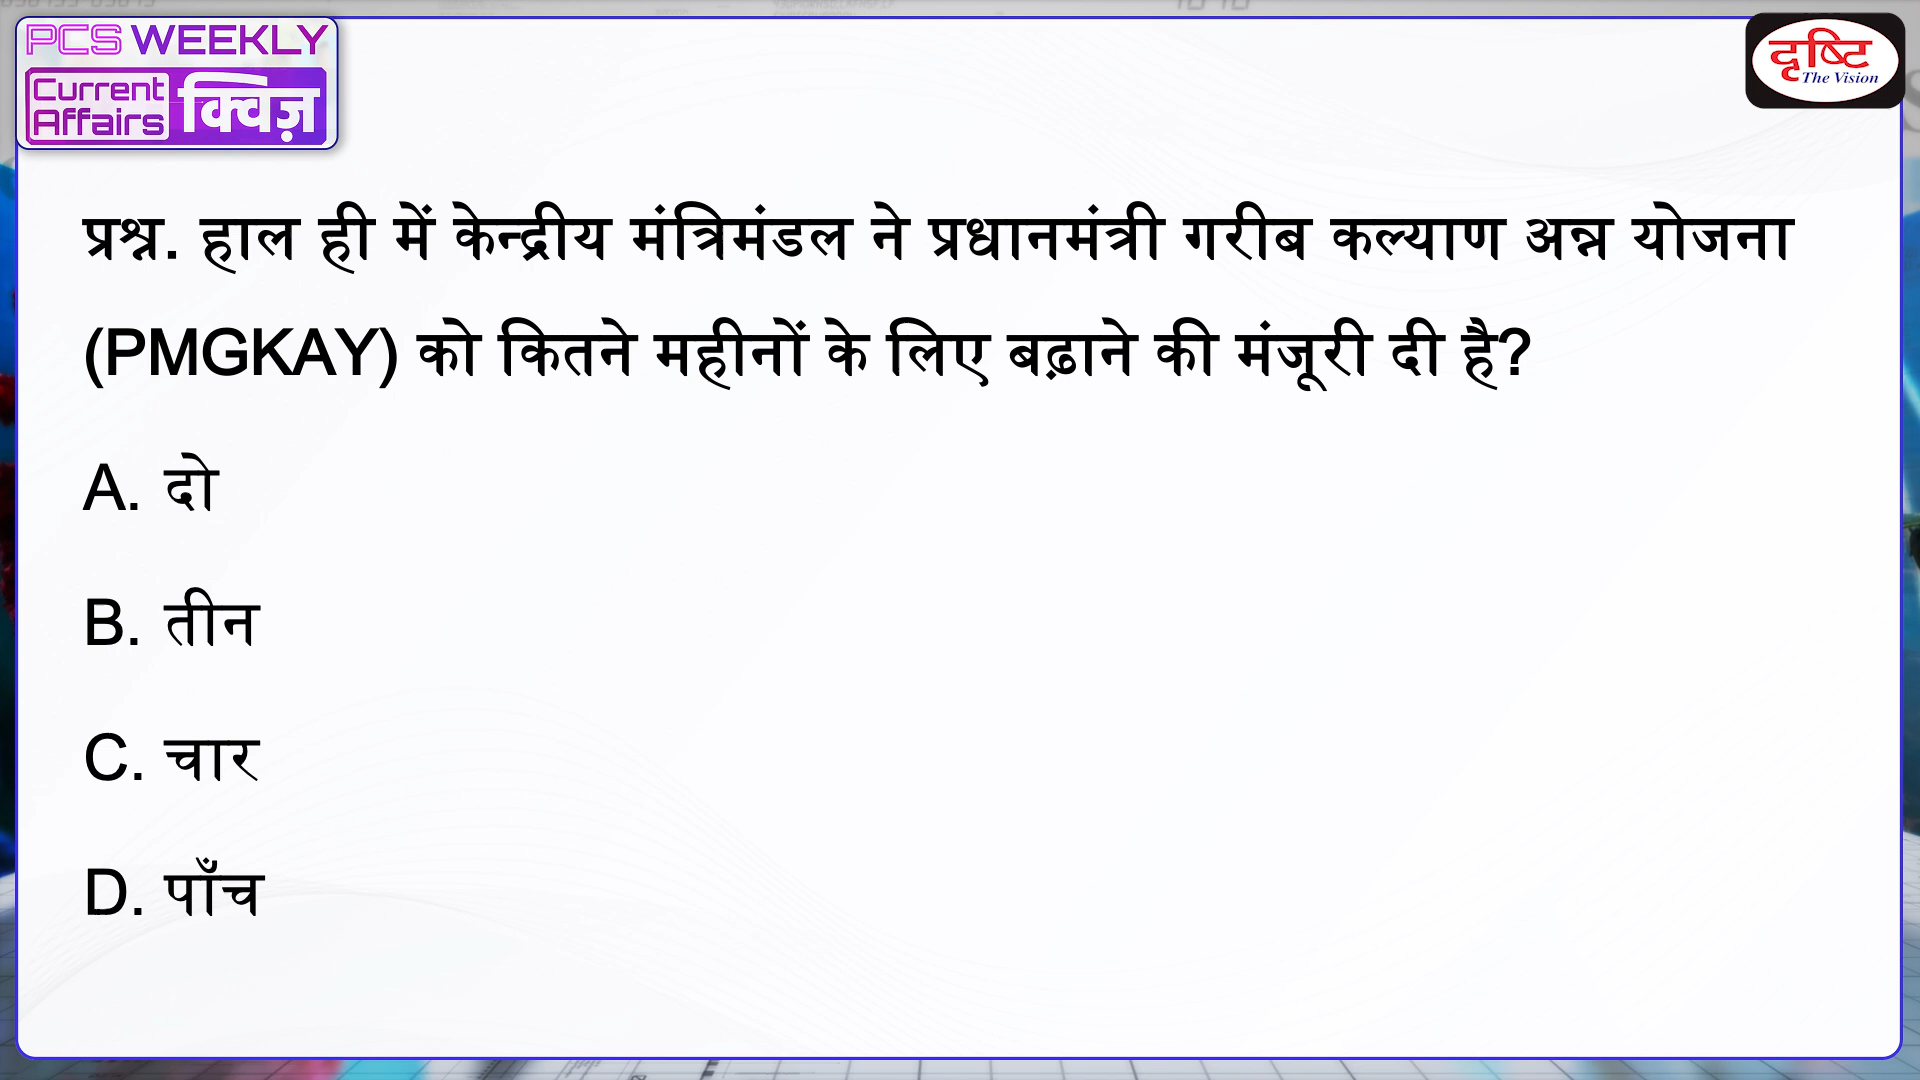 PCS WEEKLY
Current
Affairs
क्विज़
दृष्टि
The Vision
प्रश्न. हाल ही में केन्द्रीय मंत्रिमंडल ने प्रधानमंत्री गरीब कल्याण अन्न योजना
(PMGKAY) को कितने महीनों के लिए बढ़ाने की मंजूरी दी है?
A. दो
B. तीन
C. चार
D. पाँच